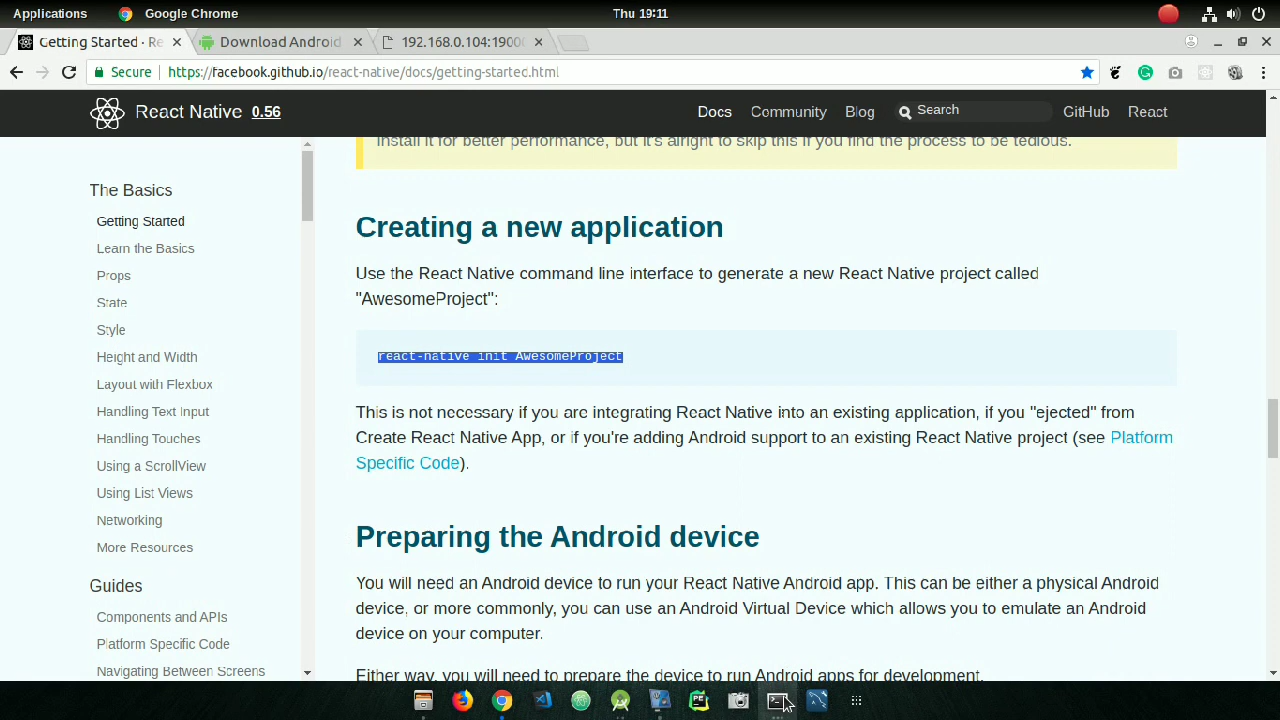 Applications
Google Chrome
Thu 19:11
Getting Started · Re
Download Android
192.168.0.104:1900
Secure
https://facebook.github.io/react-native/docs/getting-started.html
React Native 0.56
Docs
Community
Blog
Search
GitHub
React
install it for better performance, but it's alright to skip this if you find the process to be tedious.
The Basics
Getting Started
Learn the Basics
Props
State
Style
Height and Width
Layout with Flexbox
Handling Text Input
Handling Touches
Using a ScrollView
Using List Views
Networking
More Resources
Guides
Components and APIs
Platform Specific Code
Navigating Between Screens
Creating a new application
Use the React Native command line interface to generate a new React Native project called
"AwesomeProject":
react-native init AwesomeProject
This is not necessary if you are integrating React Native into an existing application, if you "ejected" from
Create React Native App, or if you're adding Android support to an existing React Native project (see Platform
Specific Code).
Preparing the Android device
You will need an Android device to run your React Native Android app. This can be either a physical Android
device, or more commonly, you can use an Android Virtual Device which allows you to emulate an Android
device on your computer.
Either way, you will need to prepare the device to run Android apps for development.